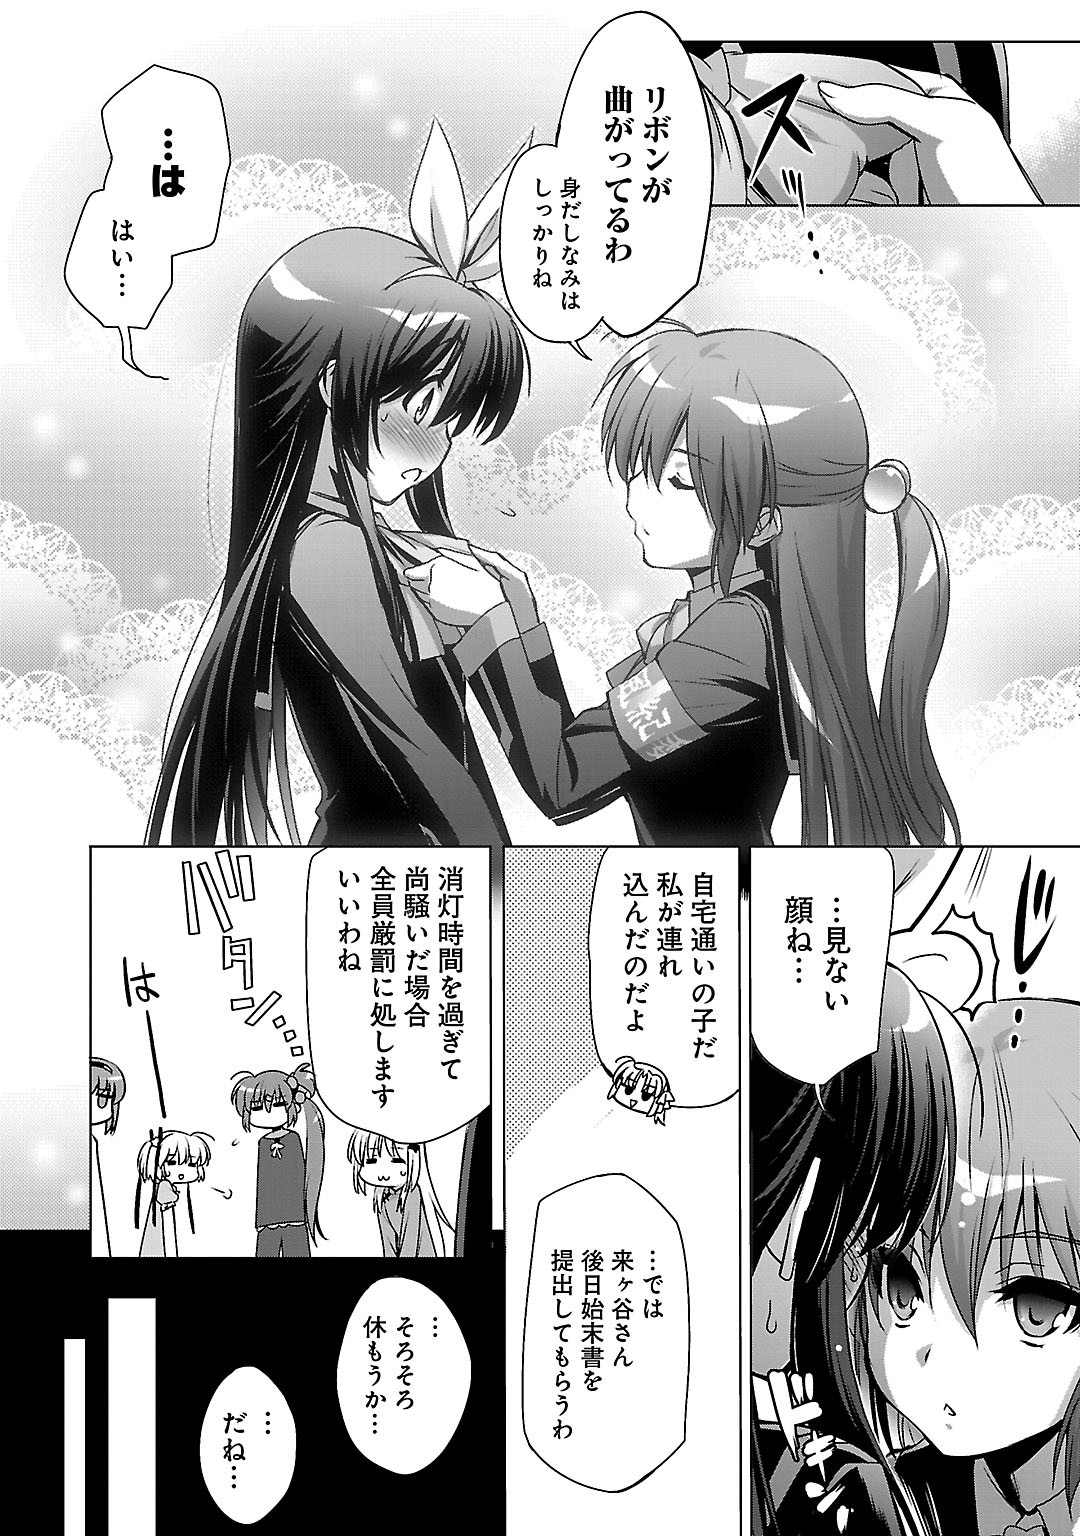 スッ…
リボンが
曲がってるわ
身だしなみは
しっかりね
…は
はい…
風紀
…
…見ない
顔ね…
ドキッ
自宅通いの子だ
私が連れ
込んだのだよ
…では
来ヶ谷さん
後日始末書を
提出してもらうわ
消灯時間を過ぎて
尚騒いだ場合
全員厳罰に処します
いいわね
バタン…
はーーー
…
そろそろ
休もうか…
…
だね…